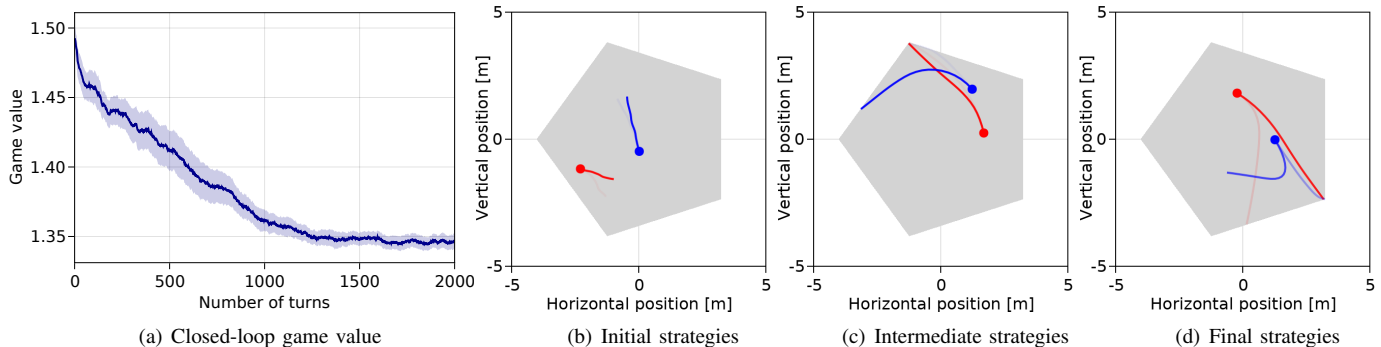 1.50
1.45
1.40
1.35
Game value
0 500 1000 1500 2000
Number of turns
(a) Closed-loop game value
5
0
-5
Vertical position [m]
-5 0 5
Horizontal position [m]
(b) Initial strategies
5
0
-5
Vertical position [m]
-5 0 5
Horizontal position [m]
(c) Intermediate strategies
5
0
-5
Vertical position [m]
-5 0 5
Horizontal position [m]
(d) Final strategies